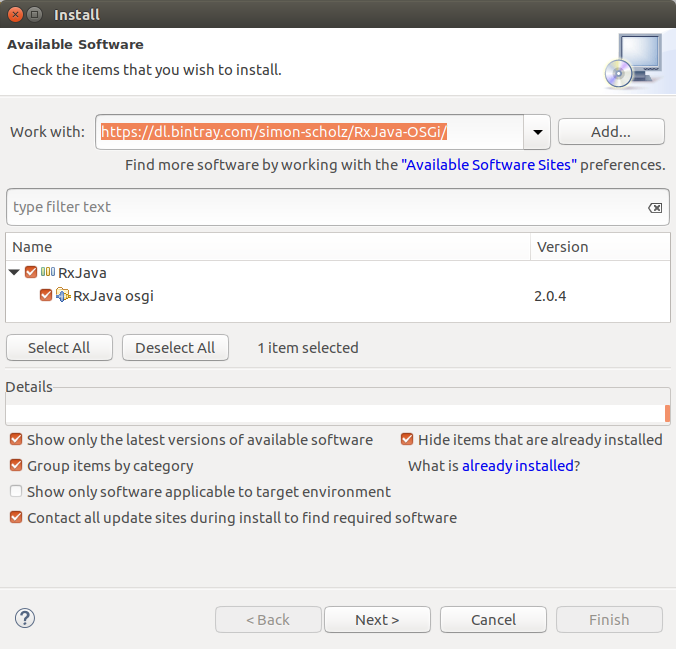 Install
Available Software
Check the items that you wish to install.
Work with: https://dl.bintray.com/simon-scholz/RxJava-OSGi/ Add...
Find more software by working with the "Available Software Sites" preferences.
type filter text
Name Version
RxJava
RxJava osgi 2.0.4
Select All Deselect All 1 item selected
Details
Show only the latest versions of available software Hide items that are already installed
Group items by category What is already installed?
Show only software applicable to target environment
Contact all update sites during install to find required software
? < Back Next > Cancel Finish